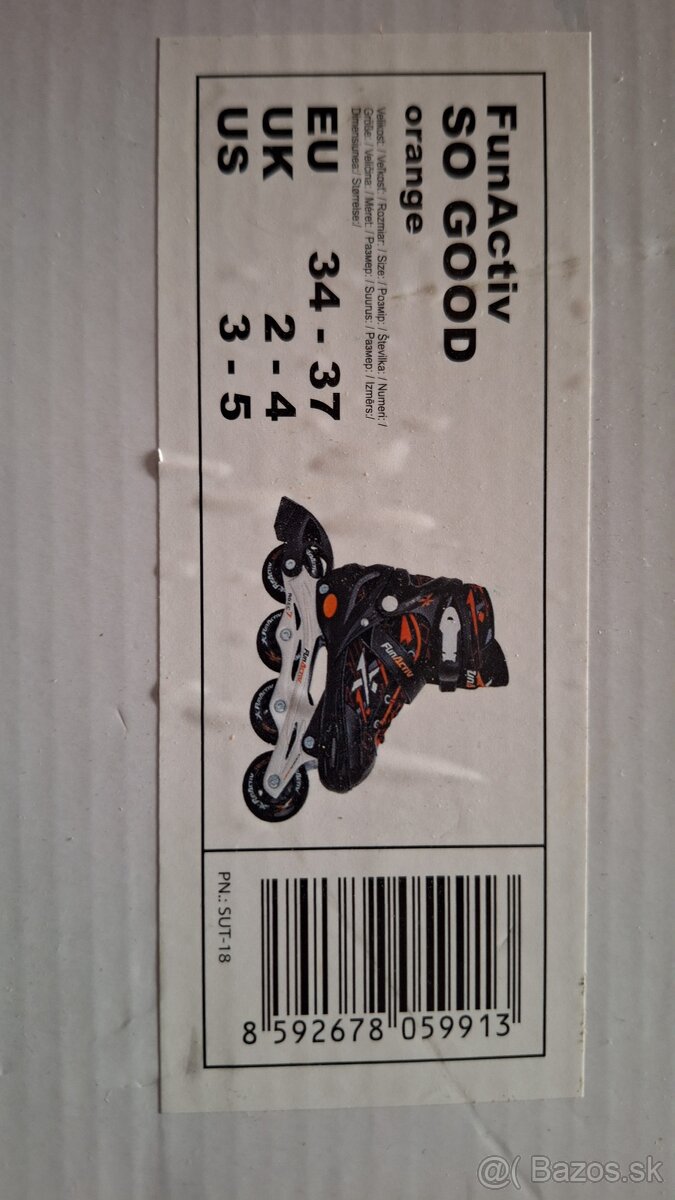 FunActiv
SO GOOD
orange
Velikost: / Veľkosť: / Rozmiar: / Size: / Розмір: / Številka: / Numeri: /
Größe: / Veličina: / Méret: / Размер: / Suurus: / Размер: / Izmērs:/
Dimensiunea:/ Størrelse:/
EU 34 - 37
UK 2 - 4
US 3 - 5
FUNACTIV
PN.: SUT-18
8 592678 059913
@( Bazos.sk